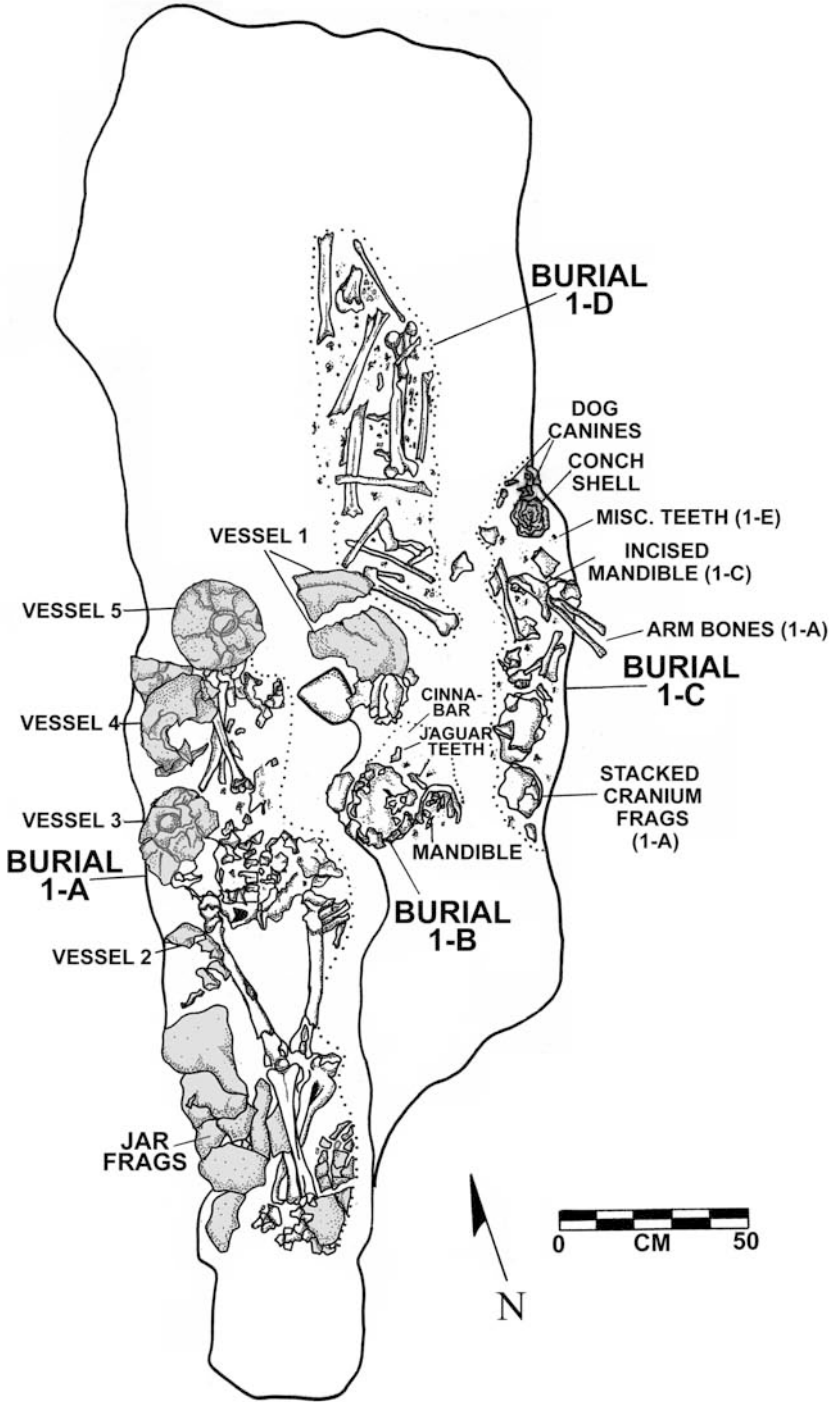 BURIAL
1-D
DOG
CANINES
CONCH
SHELL
MISC. TEETH (1-E)
INCISED
MANDIBLE (1-C)
ARM BONES (1-A)
BURIAL
1-C
STACKED
CRANIUM
FRAGS
(1-A)
VESSEL 1
VESSEL 5
VESSEL 4
VESSEL 3
BURIAL
1-A
VESSEL 2
CINNA-
BAR
JAGUAR
TEETH
MANDIBLE
BURIAL
1-B
JAR
FRAGS
N
0 CM 50